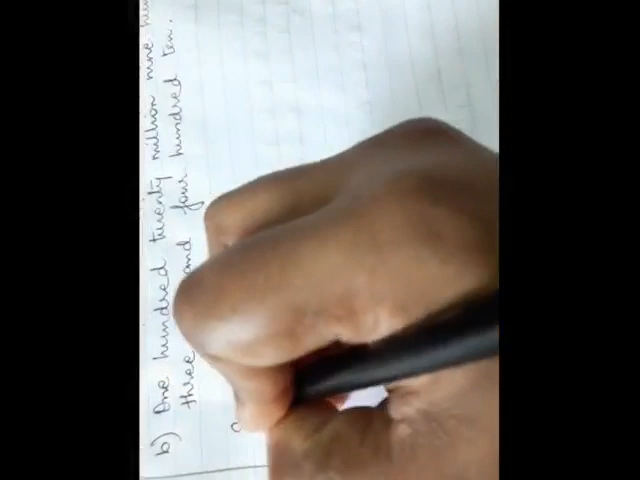 b) One hundred twenty million nine
three and four hundred ten.